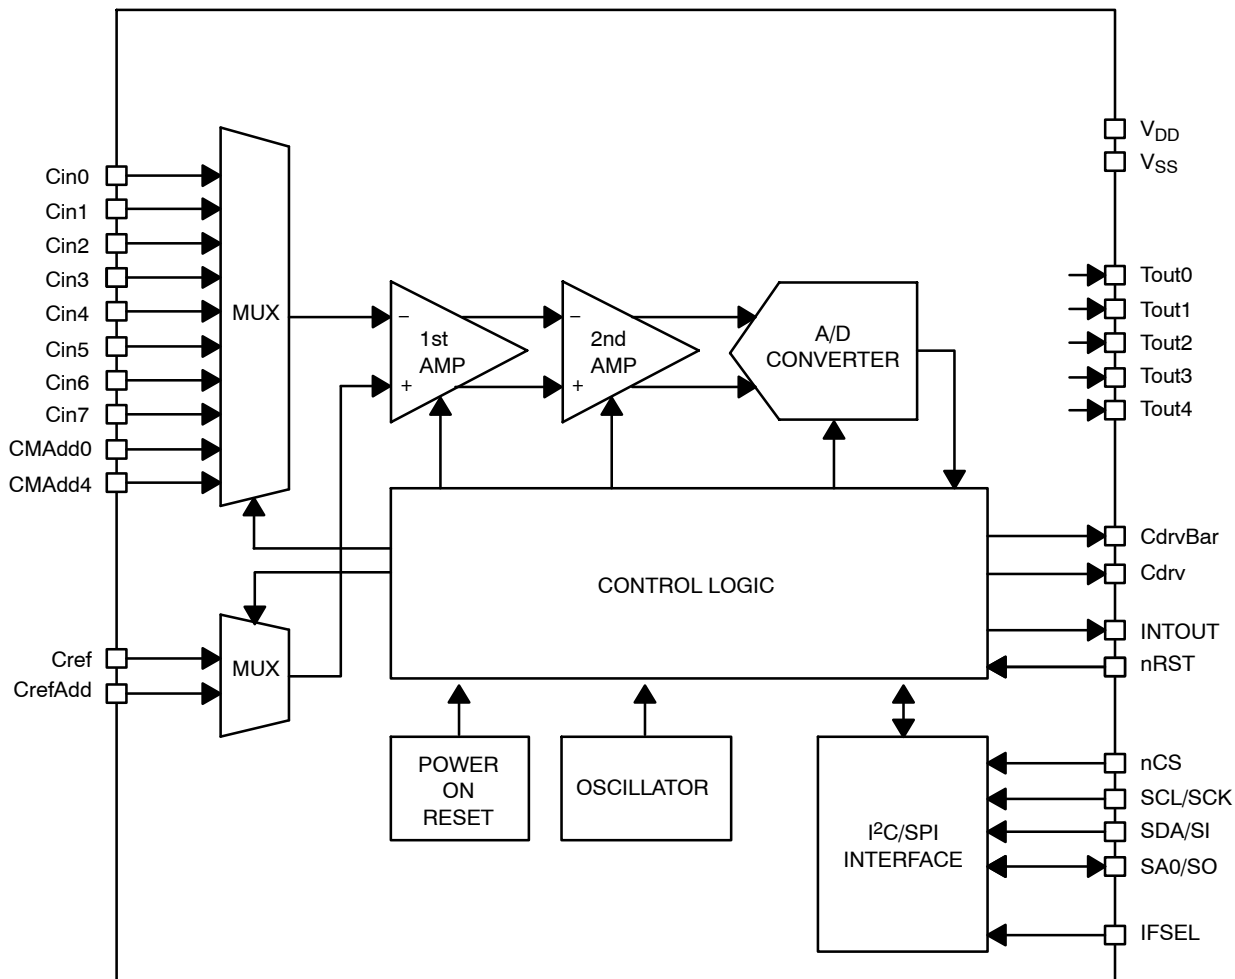 Cin0
Cin1
Cin2
Cin3
Cin4
Cin5
Cin6
Cin7
CMAdd0
CMAdd4
Cref
CrefAdd
MUX
MUX
−
+
1st
AMP
−
+
2nd
AMP
A/D
CONVERTER
CONTROL LOGIC
POWER
ON
RESET
OSCILLATOR
I²C/SPI
INTERFACE
VDD
VSS
Tout0
Tout1
Tout2
Tout3
Tout4
CdrvBar
Cdrv
INTOUT
nRST
nCS
SCL/SCK
SDA/SI
SA0/SO
IFSEL